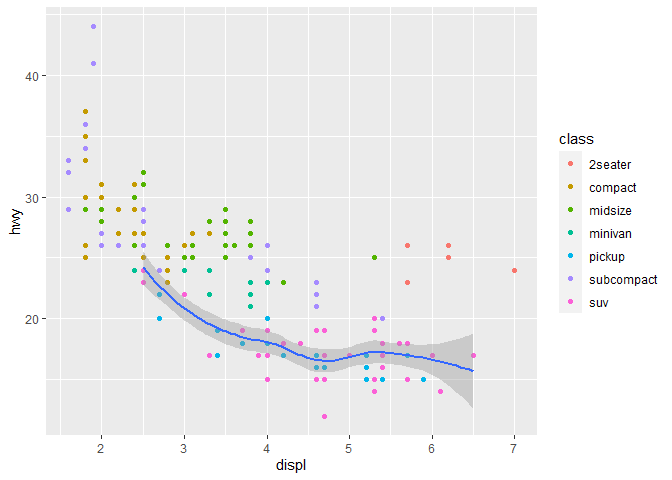 hwy
40
30
20
2
3
4
5
6
7
displ
class
2seater
compact
midsize
minivan
pickup
subcompact
suv